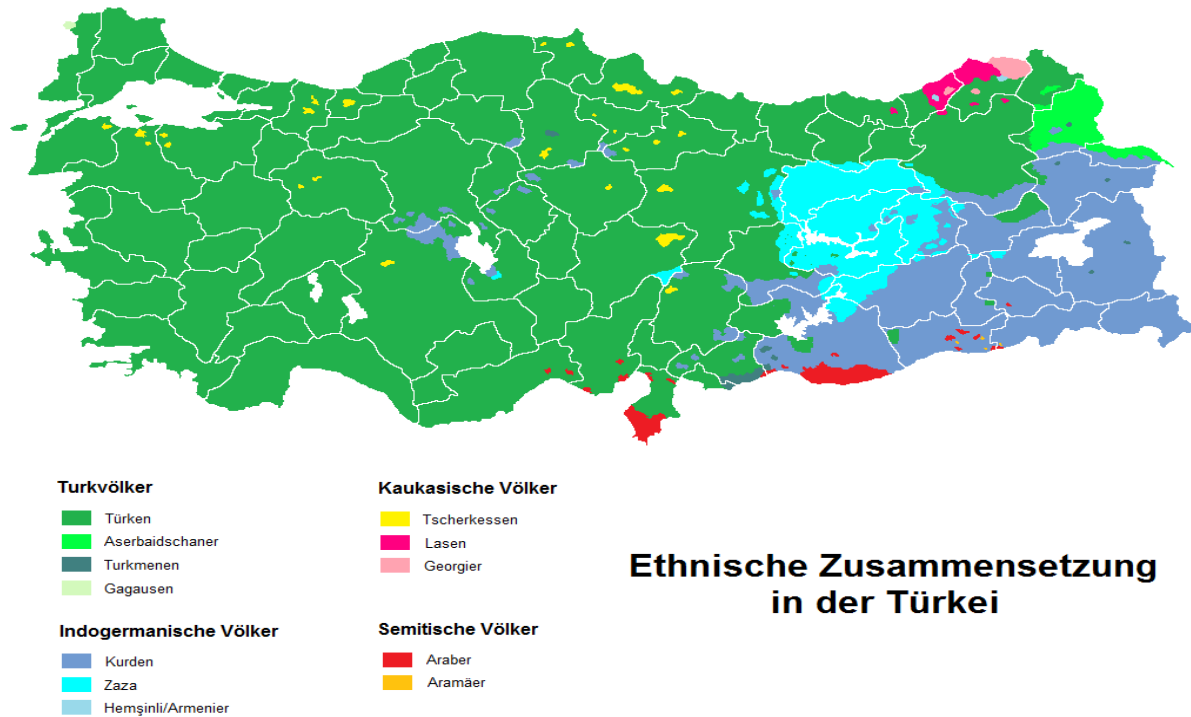 Turkvölker
Türken
Aserbaidschaner
Turkmenen
Gagausen
Indogermanische Völker
Kurden
Zaza
Hemşinli/Armenier
Kaukasische Völker
Tscherkessen
Lasen
Georgier
Semitische Völker
Araber
Aramäer
Ethnische Zusammensetzung
in der Türkei